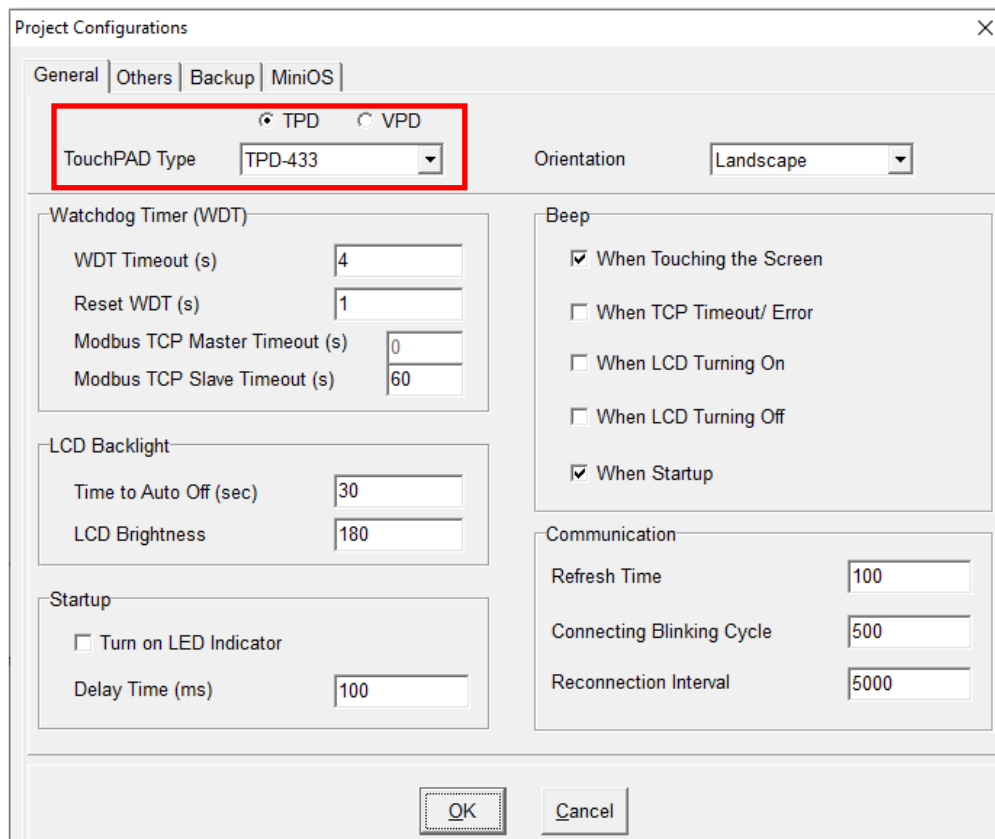 Project Configurations
General Others Backup MiniOS
TPD VPD
TouchPAD Type TPD-433
Orientation Landscape
Watchdog Timer (WDT)
WDT Timeout (s) 4
Reset WDT (s) 1
Modbus TCP Master Timeout (s) 0
Modbus TCP Slave Timeout (s) 60
LCD Backlight
Time to Auto Off (sec) 30
LCD Brightness 180
Startup
Turn on LED Indicator
Delay Time (ms) 100
Beep
When Touching the Screen
When TCP Timeout/ Error
When LCD Turning On
When LCD Turning Off
When Startup
Communication
Refresh Time 100
Connecting Blinking Cycle 500
Reconnection Interval 5000
OK Cancel